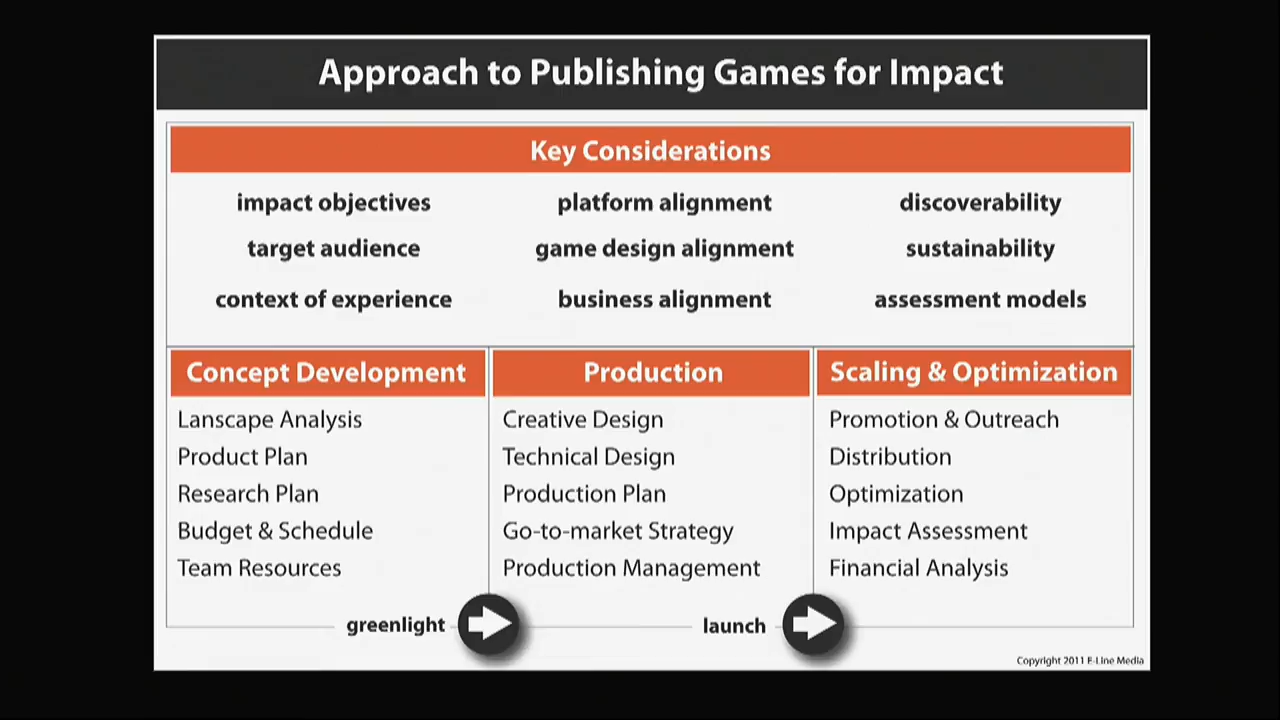 Approach to Publishing Games for Impact
Key Considerations
impact objectives
platform alignment
discoverability
target audience
game design alignment
sustainability
context of experience
business alignment
assessment models
Concept Development
Lanscape Analysis
Product Plan
Research Plan
Budget & Schedule
Team Resources
greenlight
Production
Creative Design
Technical Design
Production Plan
Go-to-market Strategy
Production Management
launch
Scaling & Optimization
Promotion & Outreach
Distribution
Optimization
Impact Assessment
Financial Analysis
Copyright 2011 E-Line Media